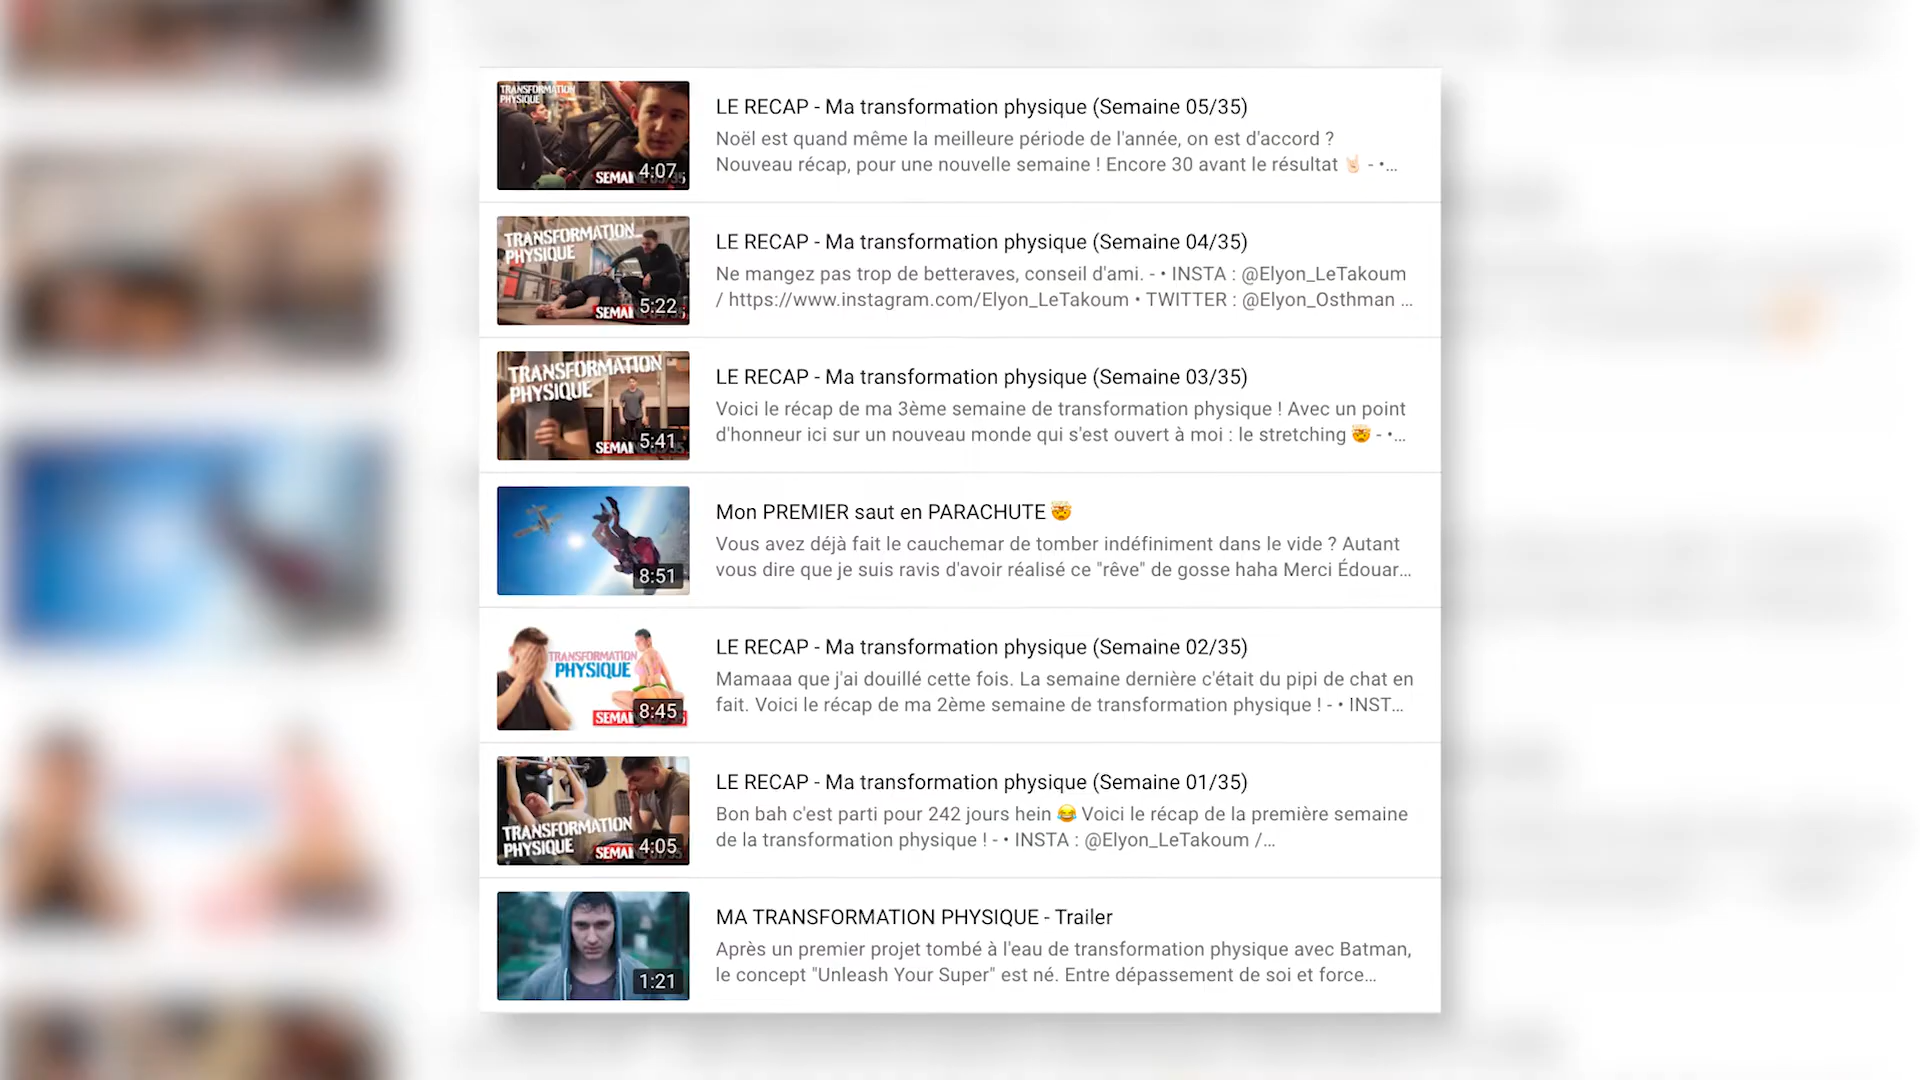 TRANSFORMATION
PHYSIQUE
4:07
SEMAI
LE RECAP - Ma transformation physique (Semaine 05/35)
Noël est quand même la meilleure période de l'année, on est d'accord ?
Nouveau récap, pour une nouvelle semaine ! Encore 30 avant le résultat 🤘🏻 - •...
TRANSFORMATION
PHYSIQUE
5:22
SEMAI
LE RECAP - Ma transformation physique (Semaine 04/35)
Ne mangez pas trop de betteraves, conseil d'ami. - • INSTA : @Elyon_LeTakoum
/ https://www.instagram.com/Elyon_LeTakoum • TWITTER : @Elyon_Osthman ...
TRANSFORMATION
PHYSIQUE
5:41
SEMAI
LE RECAP - Ma transformation physique (Semaine 03/35)
Voici le récap de ma 3ème semaine de transformation physique ! Avec un point
d'honneur ici sur un nouveau monde qui s'est ouvert à moi : le stretching 🤯 - •...
8:51
Mon PREMIER saut en PARACHUTE 🤯
Vous avez déjà fait le cauchemar de tomber indéfiniment dans le vide ? Autant
vous dire que je suis ravis d'avoir réalisé ce "rêve" de gosse haha Merci Édouar...
TRANSFORMATION
PHYSIQUE
8:45
SEMAI
LE RECAP - Ma transformation physique (Semaine 02/35)
Mamaaa que j'ai douillé cette fois. La semaine dernière c'était du pipi de chat en
fait. Voici le récap de ma 2ème semaine de transformation physique ! - • INST...
TRANSFORMATION
PHYSIQUE
4:05
SEMAI
LE RECAP - Ma transformation physique (Semaine 01/35)
Bon bah c'est parti pour 242 jours hein 😂 Voici le récap de la première semaine
de la transformation physique ! - • INSTA : @Elyon_LeTakoum /...
1:21
MA TRANSFORMATION PHYSIQUE - Trailer
Après un premier projet tombé à l'eau de transformation physique avec Batman,
le concept "Unleash Your Super" est né. Entre dépassement de soi et force...